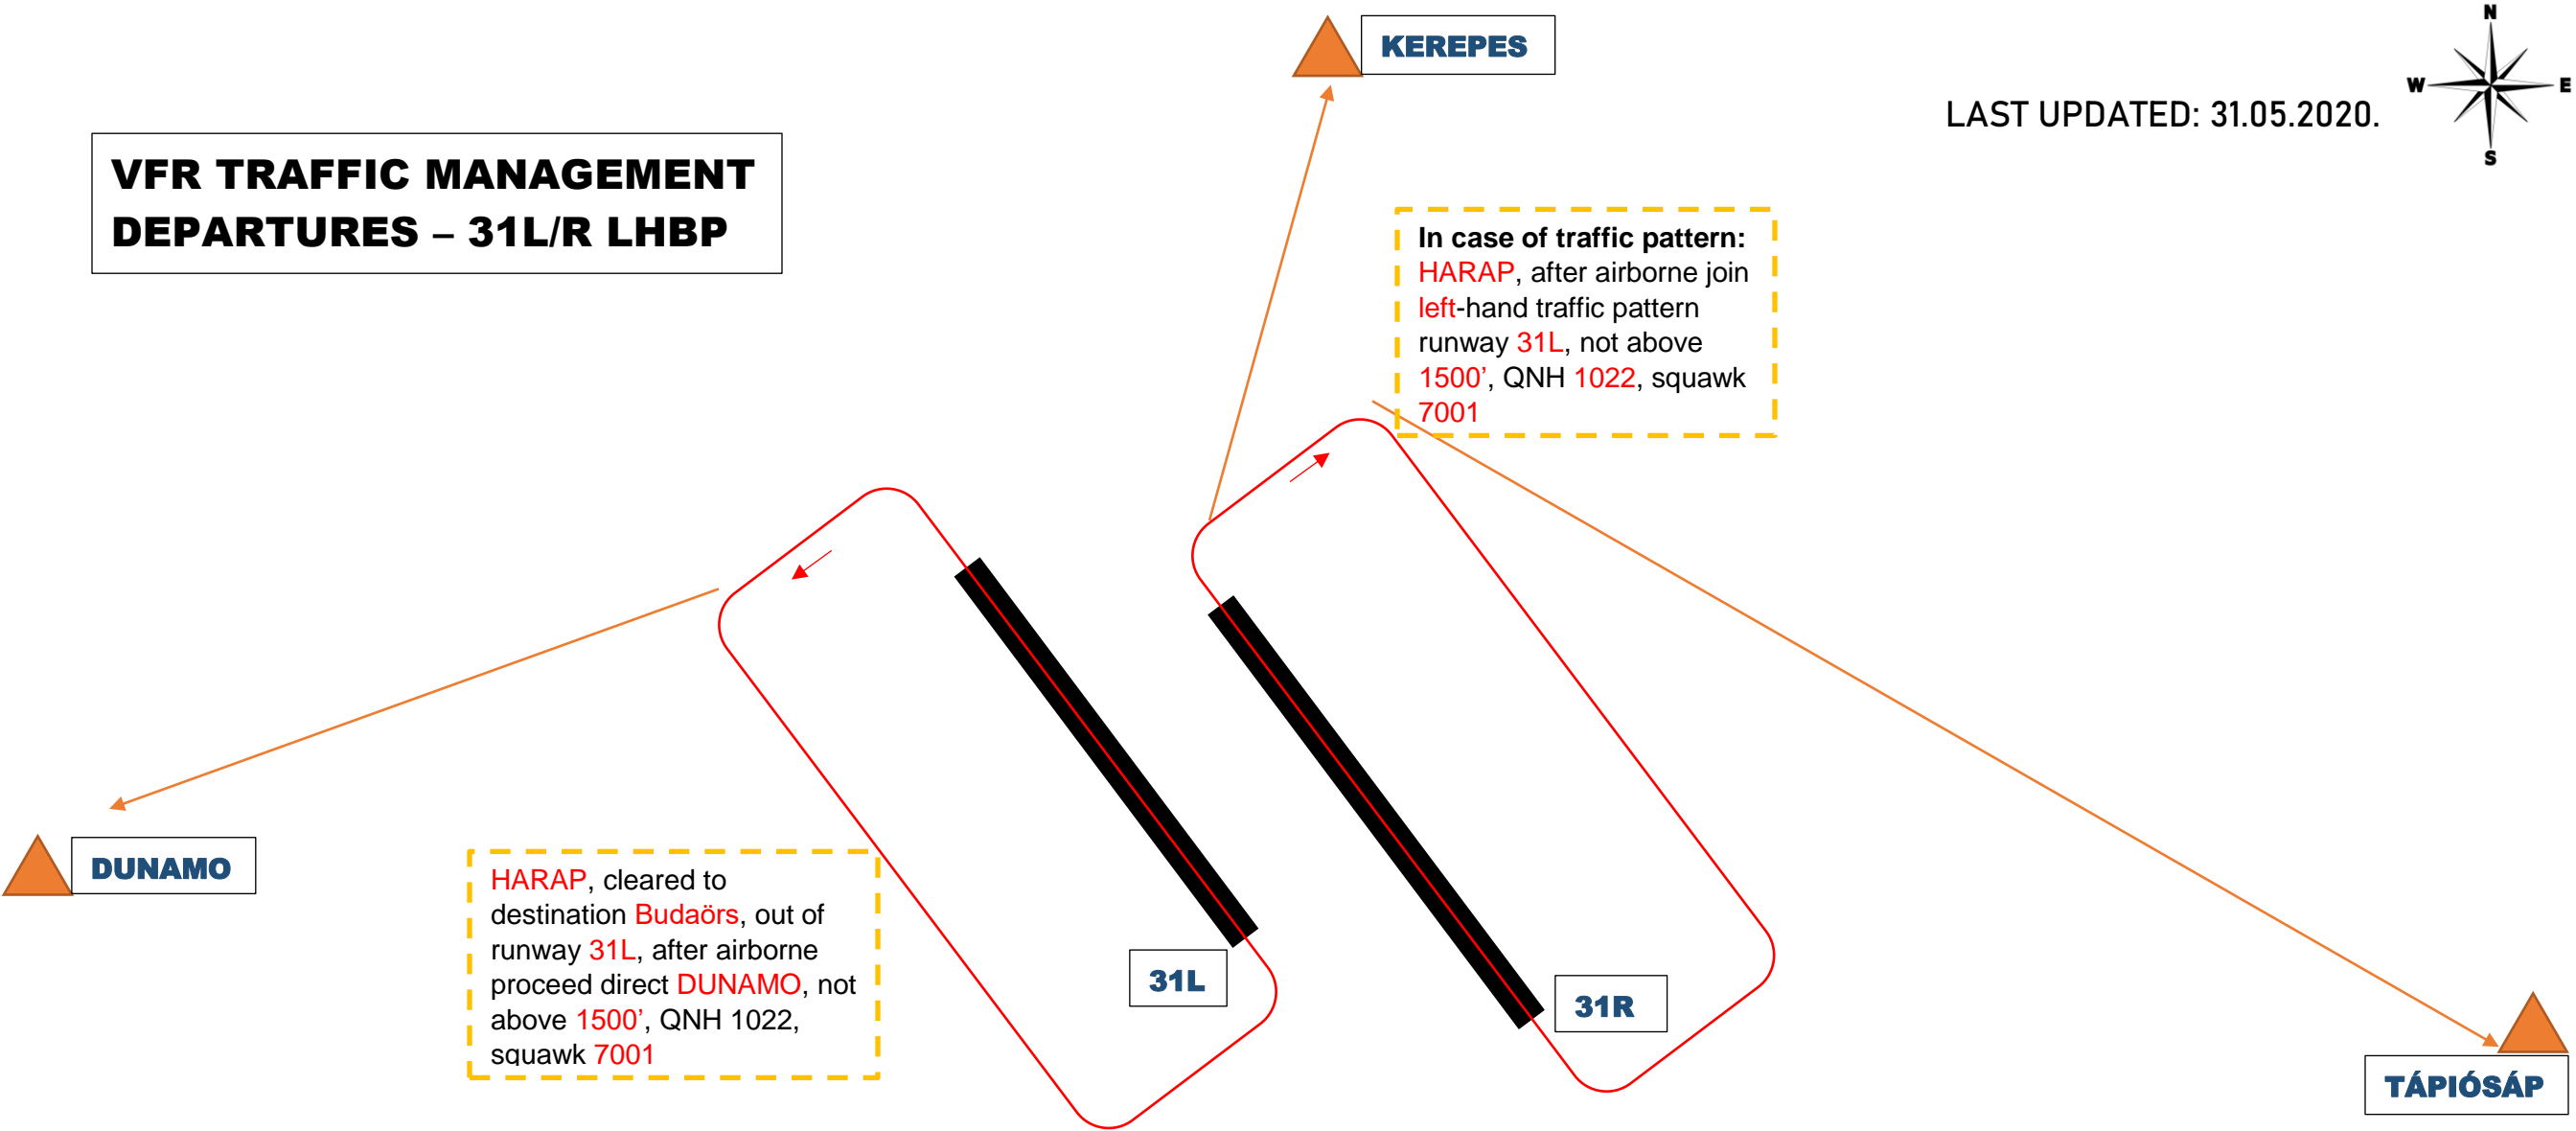 KEREPES
N
W
E
S
LAST UPDATED: 31.05.2020.
VFR TRAFFIC MANAGEMENT
DEPARTURES – 31L/R LHBP
In case of traffic pattern:
HARAP, after airborne join
left-hand traffic pattern
runway 31L, not above
1500’, QNH 1022, squawk
7001
DUNAMO
HARAP, cleared to
destination Budaörs, out of
runway 31L, after airborne
proceed direct DUNAMO, not
above 1500’, QNH 1022,
squawk 7001
31L
31R
TÁPIÓSÁP